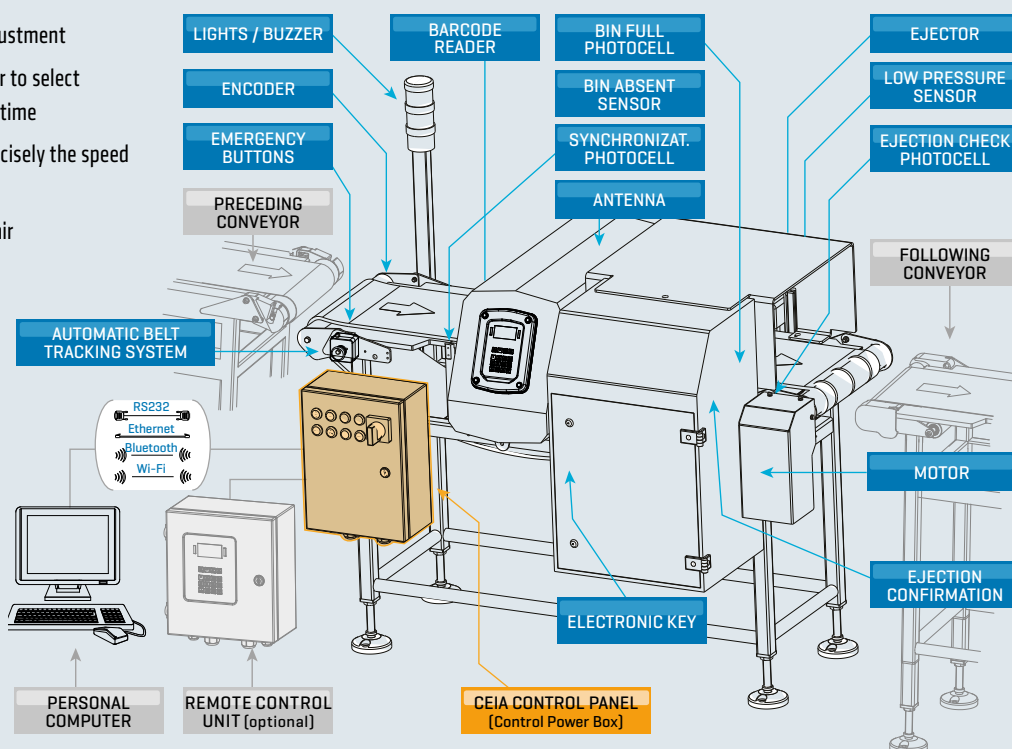 ustment
r to select
time
cisely the speed
air
LIGHTS / BUZZER
ENCODER
EMERGENCY
BUTTONS
PRECEDING
CONVEYOR
BARCODE
READER
BIN FULL
PHOTOCELL
BIN ABSENT
SENSOR
SYNCHRONIZAT.
PHOTOCELL
ANTENNA
EJECTOR
LOW PRESSURE
SENSOR
EJECTION CHECK
PHOTOCELL
FOLLOWING
CONVEYOR
AUTOMATIC BELT
TRACKING SYSTEM
RS232
Ethernet
Bluetooth
Wi-Fi
MOTOR
EJECTION
CONFIRMATION
ELECTRONIC KEY
PERSONAL
COMPUTER
REMOTE CONTROL
UNIT (optional)
CEIA CONTROL PANEL
(Control Power Box)